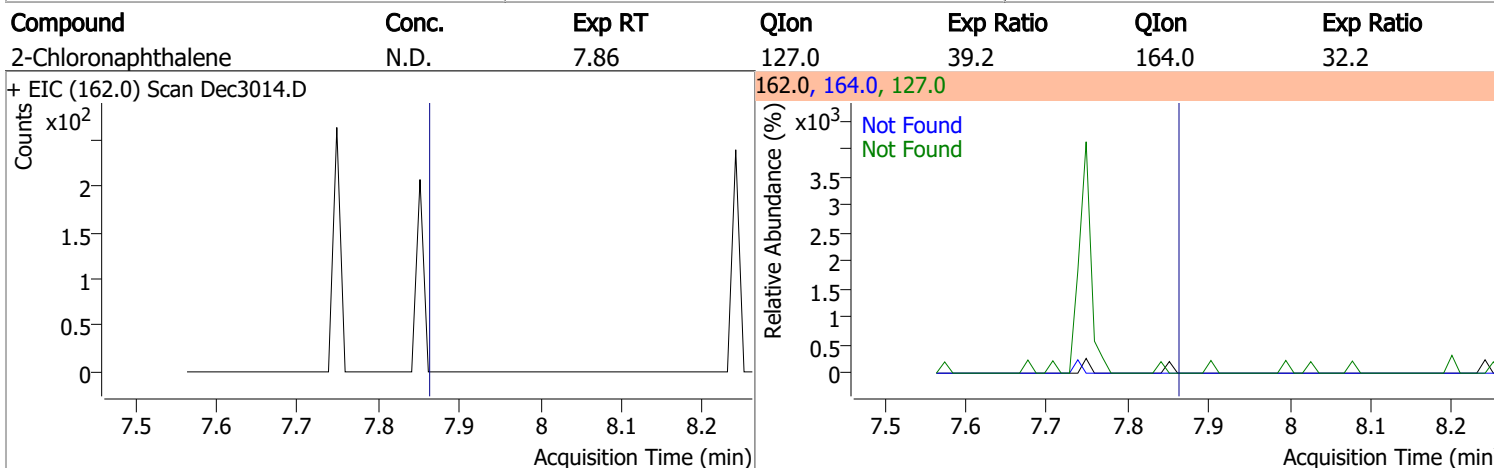 Compound Conc. Exp RT QIon Exp Ratio QIon Exp Ratio
2-Chloronaphthalene N.D. 7.86 127.0 39.2 164.0 32.2
+ EIC (162.0) Scan Dec3014.D
Counts
x10²
2
1.5
1
0.5
0
7.5 7.6 7.7 7.8 7.9 8 8.1 8.2
Acquisition Time (min)
162.0, 164.0, 127.0
Relative Abundance (%)
x10³
Not Found
Not Found
3.5
3
2.5
2
1.5
1
0.5
0
7.5 7.6 7.7 7.8 7.9 8 8.1 8.2
Acquisition Time (min)